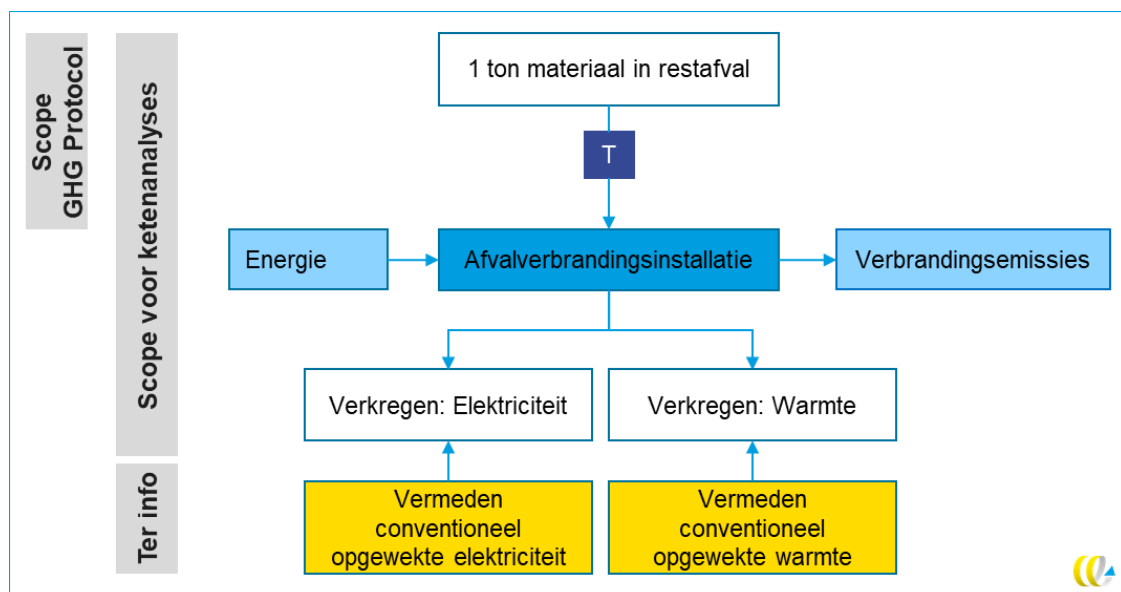 Scope
GHG Protocol
Scope voor ketenanalyses
Ter info
1 ton materiaal in restafval
T
Energie
Afvalverbrandingsinstallatie
Verbrandingsemissies
Verkregen: Elektriciteit
Verkregen: Warmte
Vermeden
conventioneel
opgewekte elektriciteit
Vermeden
conventioneel
opgewekte warmte